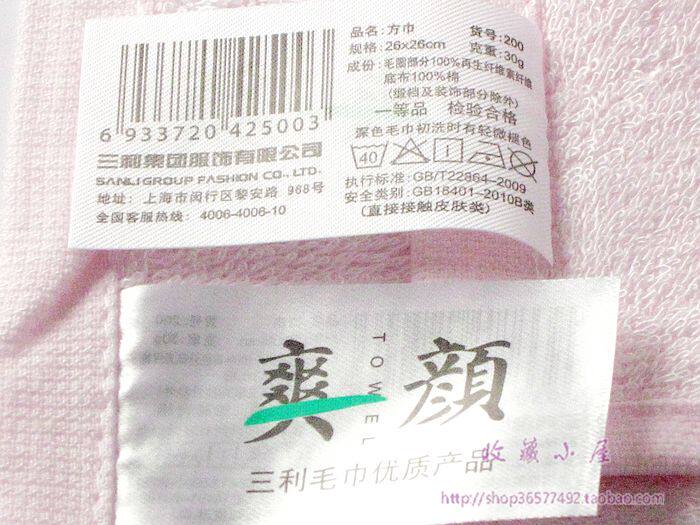 品名:方巾 货号:200
规格:26x26cm 克重:30g
成份:毛圈部分100%再生纤维素纤维
底布100%棉
(缎档及装饰部分除外)
一等品 检验合格
深色毛巾初洗时有轻微褪色
40
执行标准:GB/T22864-2009
安全类别:GB18401-2010B类
(直接接触皮肤类)
6 933720 425003
三利集团服饰有限公司
SANLI GROUP FASHION CO., LTD.
地址:上海市闵行区黎安路 968号
全国客服热线:4006-4006-10
爽顔
TOWEL
三利毛巾优质产品
收藏小屋
http://shop36577492.taobao.com